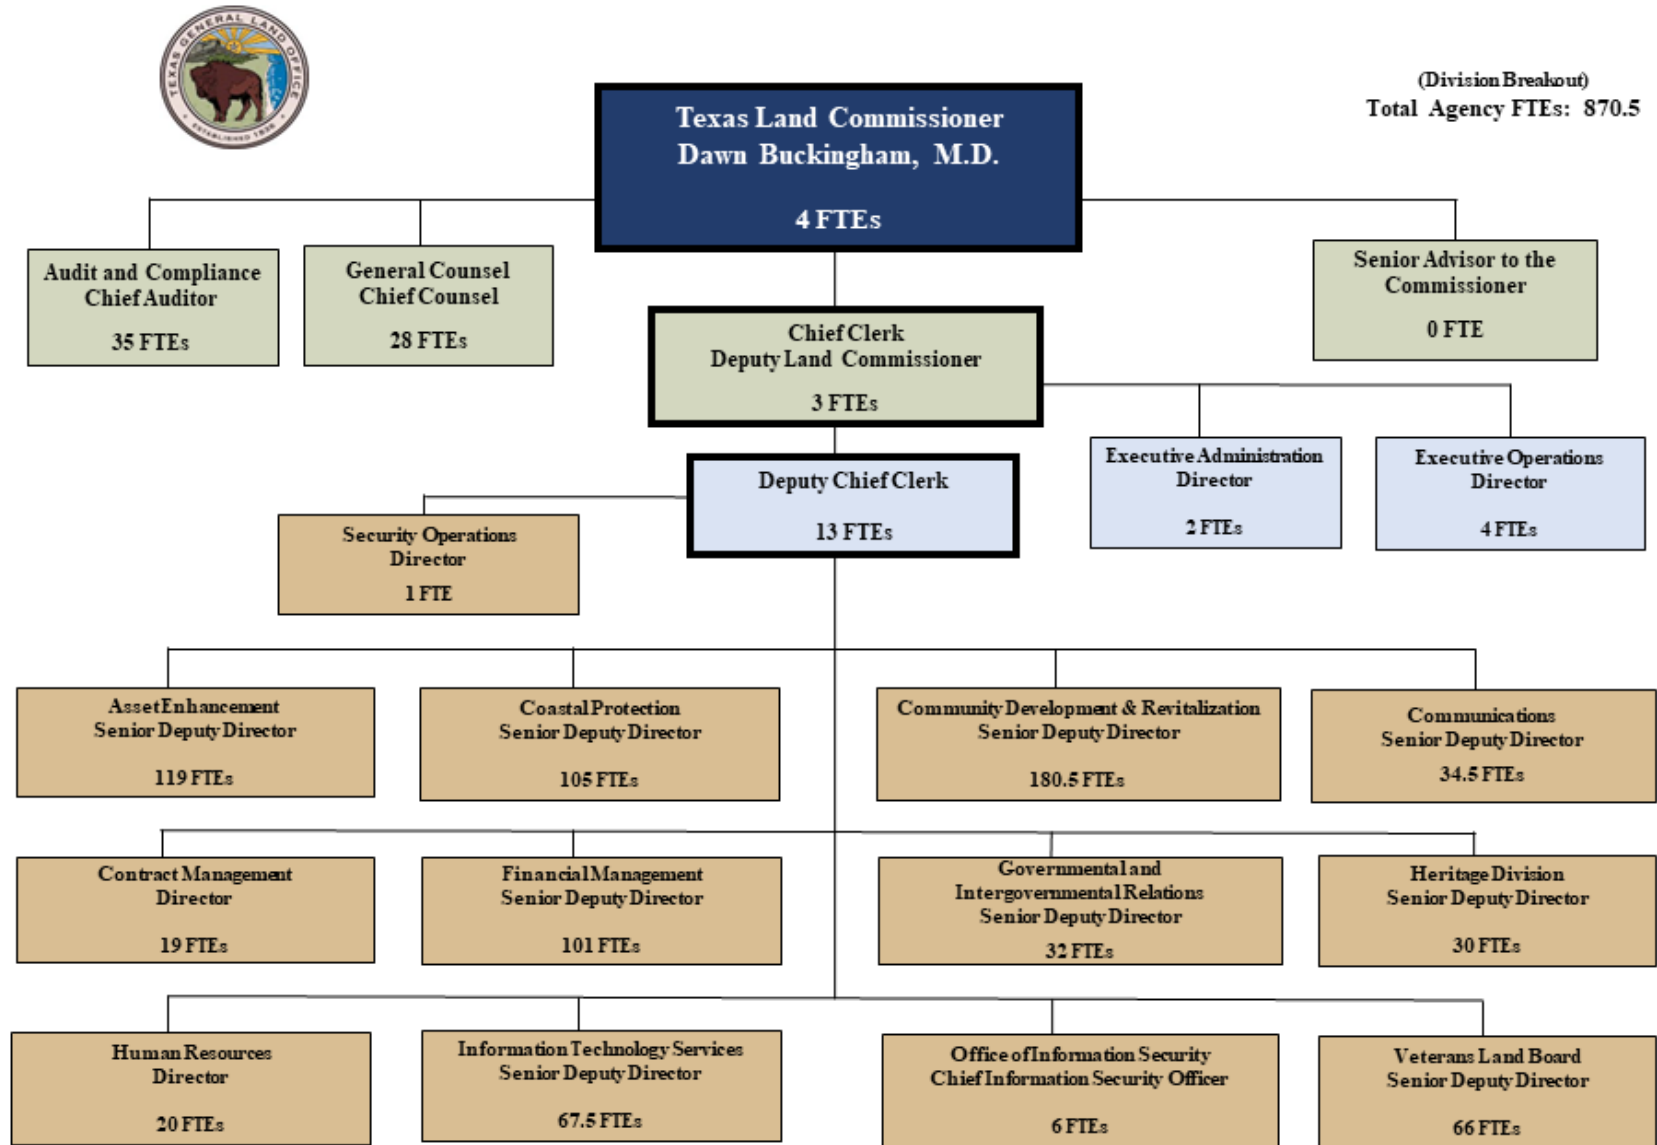 TEXAS GENERAL LAND OFFICE
ESTABLISHED 1836
(Division Breakout)
Total Agency FTEs: 870.5
Texas Land Commissioner
Dawn Buckingham, M.D.
4 FTEs
Audit and Compliance
Chief Auditor
35 FTEs
General Counsel
Chief Counsel
28 FTEs
Senior Advisor to the
Commissioner
0 FTE
Chief Clerk
Deputy Land Commissioner
3 FTEs
Executive Administration
Director
2 FTEs
Executive Operations
Director
4 FTEs
Deputy Chief Clerk
13 FTEs
Security Operations
Director
1 FTE
Asset Enhancement
Senior Deputy Director
119 FTEs
Coastal Protection
Senior Deputy Director
105 FTEs
Community Development & Revitalization
Senior Deputy Director
180.5 FTEs
Communications
Senior Deputy Director
34.5 FTEs
Contract Management
Director
19 FTEs
Financial Management
Senior Deputy Director
101 FTEs
Governmental and
Intergovernmental Relations
Senior Deputy Director
32 FTEs
Heritage Division
Senior Deputy Director
30 FTEs
Human Resources
Director
20 FTEs
Information Technology Services
Senior Deputy Director
67.5 FTEs
Office of Information Security
Chief Information Security Officer
6 FTEs
Veterans Land Board
Senior Deputy Director
66 FTEs